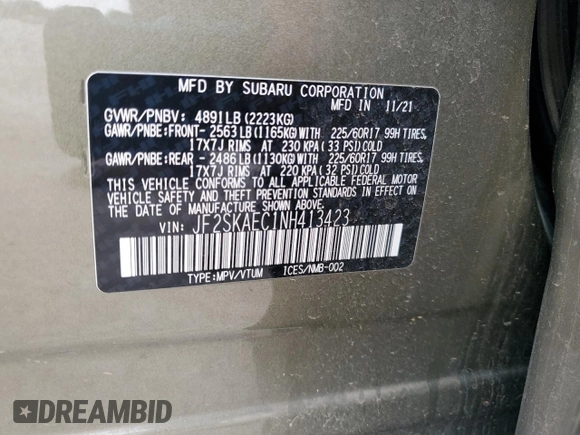 MFD BY SUBARU CORPORATION
MFD IN 11/21
GVWR/PNBV: 4891LB(2223KG)
GAWR/PNBE:FRONT- 2563LB(1165KG)WITH 225/60R17 99H TIRES,
17X7J RIMS AT 230 KPA(33 PSI)COLD
GAWR/PNBE:REAR - 2486LB(1130KG)WITH 225/60R17 99H TIRES,
17X7J RIMS AT 220 KPA(32 PSI)COLD
THIS VEHICLE CONFORMS TO ALL APPLICABLE FEDERAL MOTOR
VEHICLE SAFETY AND THEFT PREVENTION STANDARDS IN
EFFECT ON THE DATE OF MANUFACTURE SHOWN ABOVE.
VIN: JF2SKAEC1NH413423
TYPE:MPV/VTUM ICES/NMB-002
DREAMBID